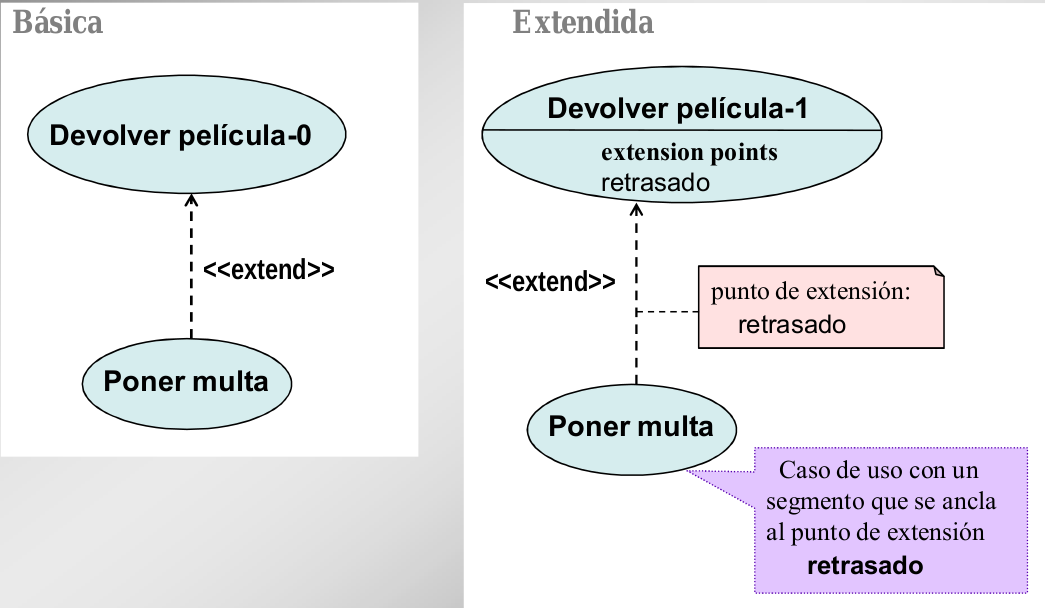 Básica
Devolver película-0
<<extend>>
Poner multa
Extendida
Devolver película-1
extension points
retrasado
<<extend>>
punto de extensión:
retrasado
Poner multa
Caso de uso con un
segmento que se ancla
al punto de extensión
retrasado